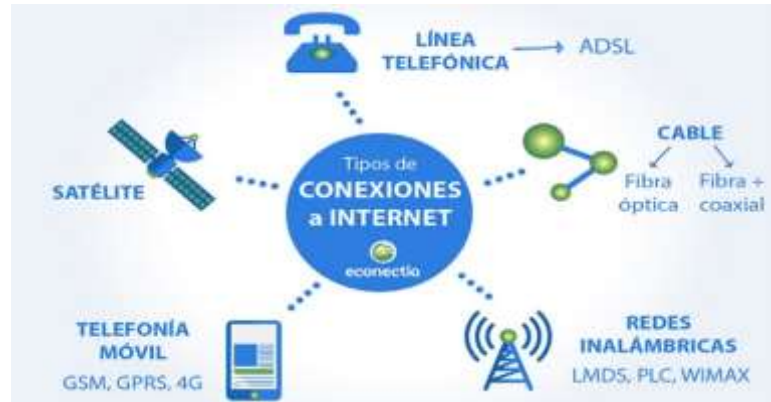 LÍNEA
TELEFÓNICA
ADSL
CABLE
Fibra
óptica
Fibra +
coaxial
SATÉLITE
Tipos de
CONEXIONES
a INTERNET
econectia
TELEFONÍA
MÓVIL
GSM, GPRS, 4G
REDES
INALÁMBRICAS
LMDS, PLC, WIMAX